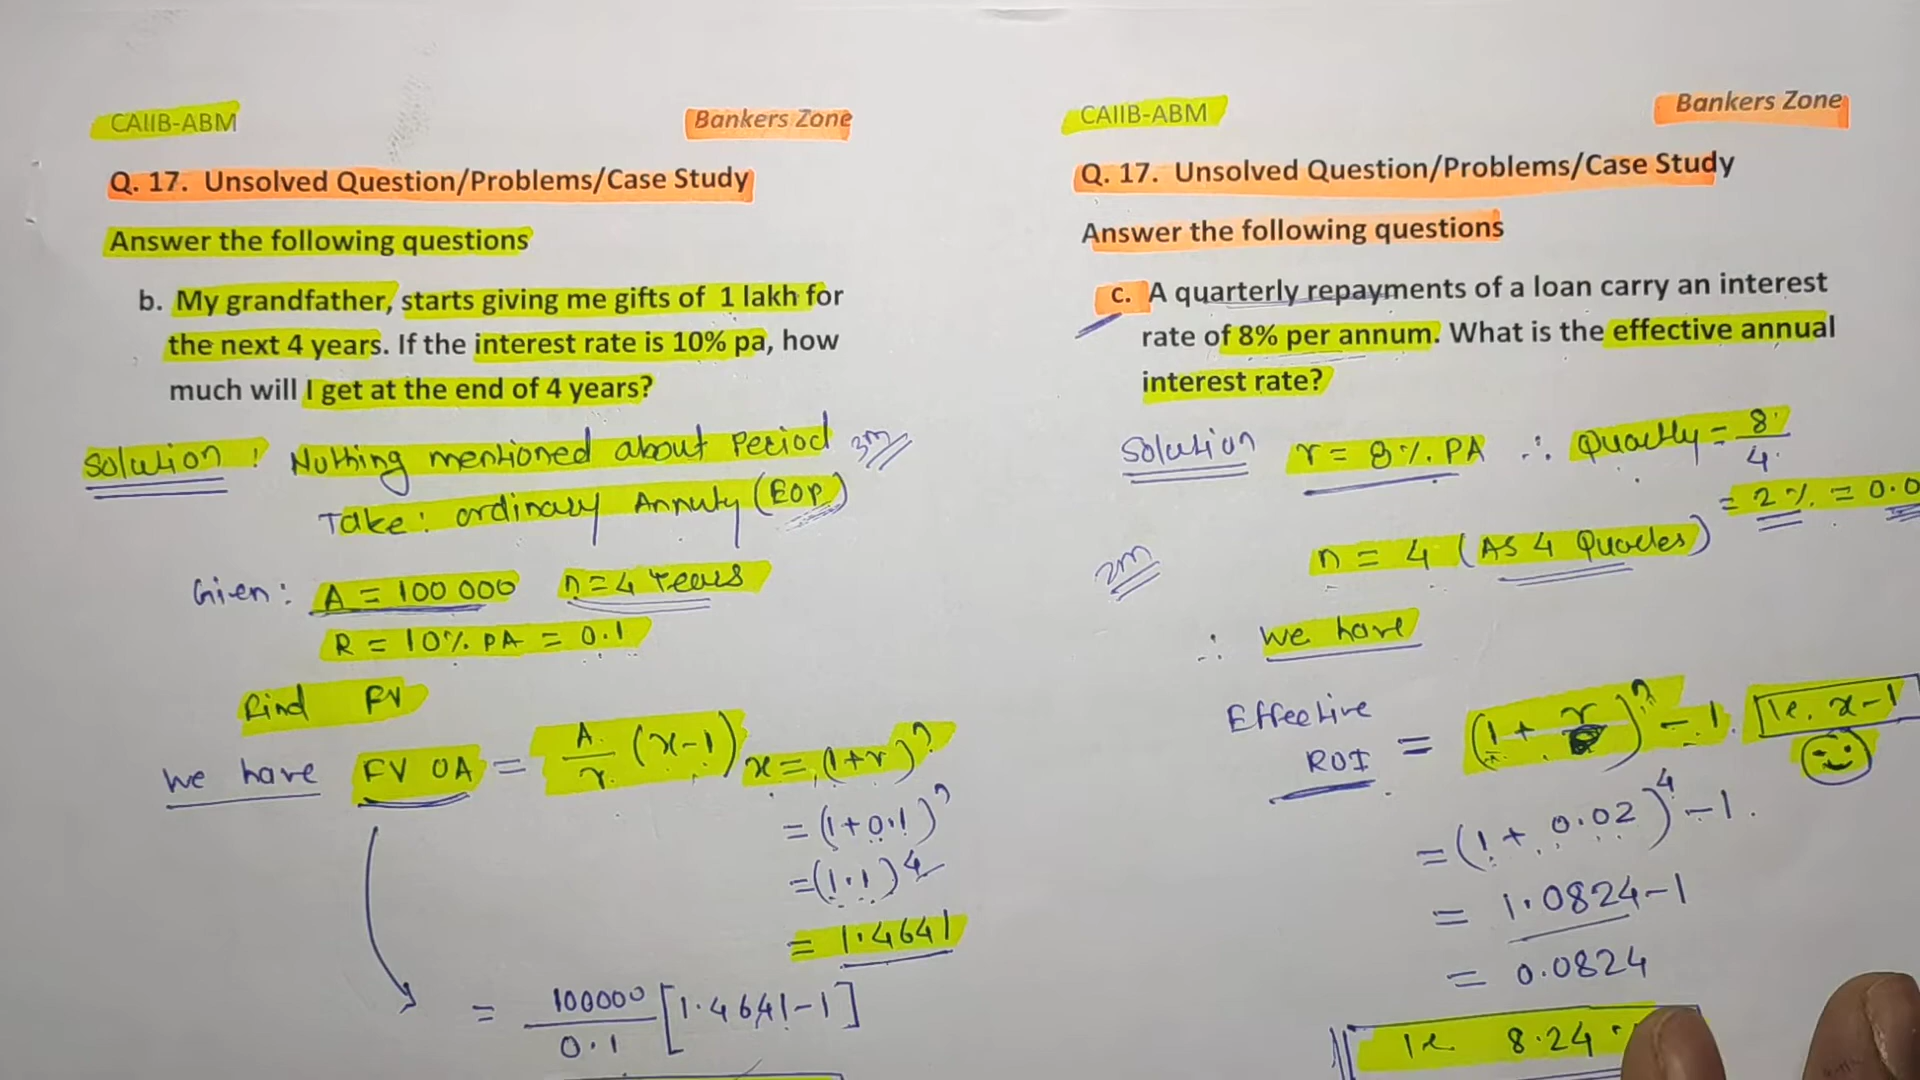 CAIIB-ABM
Bankers Zone
Q. 17. Unsolved Question/Problems/Case Study
Answer the following questions
b. My grandfather, starts giving me gifts of 1 lakh for
the next 4 years. If the interest rate is 10% pa, how
much will I get at the end of 4 years?
Solution: Nothing mentioned about Period 3m
Take: ordinary Annuty (EOP)
Given: A = 100 000 n=4 Years
R = 10% PA = 0.1
Find FV
We have FV OA = A/r (x-1) x = (1+r)^n
= (1+0.1)^n
=(1.1)^4
= 1.4641
= 100000/0.1 [1.4641-1]
CAIIB-ABM
Bankers Zone
Q. 17. Unsolved Question/Problems/Case Study
Answer the following questions
c. A quarterly repayments of a loan carry an interest
rate of 8% per annum. What is the effective annual
interest rate?
Solution r = 8% PA ∴ Quartly = 8/4
= 2% = 0.0
2m
n = 4 (AS 4 Quarters)
∴ We have
Effective ROI = (1 + r)^n - 1. Ie. x-1
=(1 + 0.02)^4 -1.
= 1.0824-1
= 0.0824
Ie 8.24